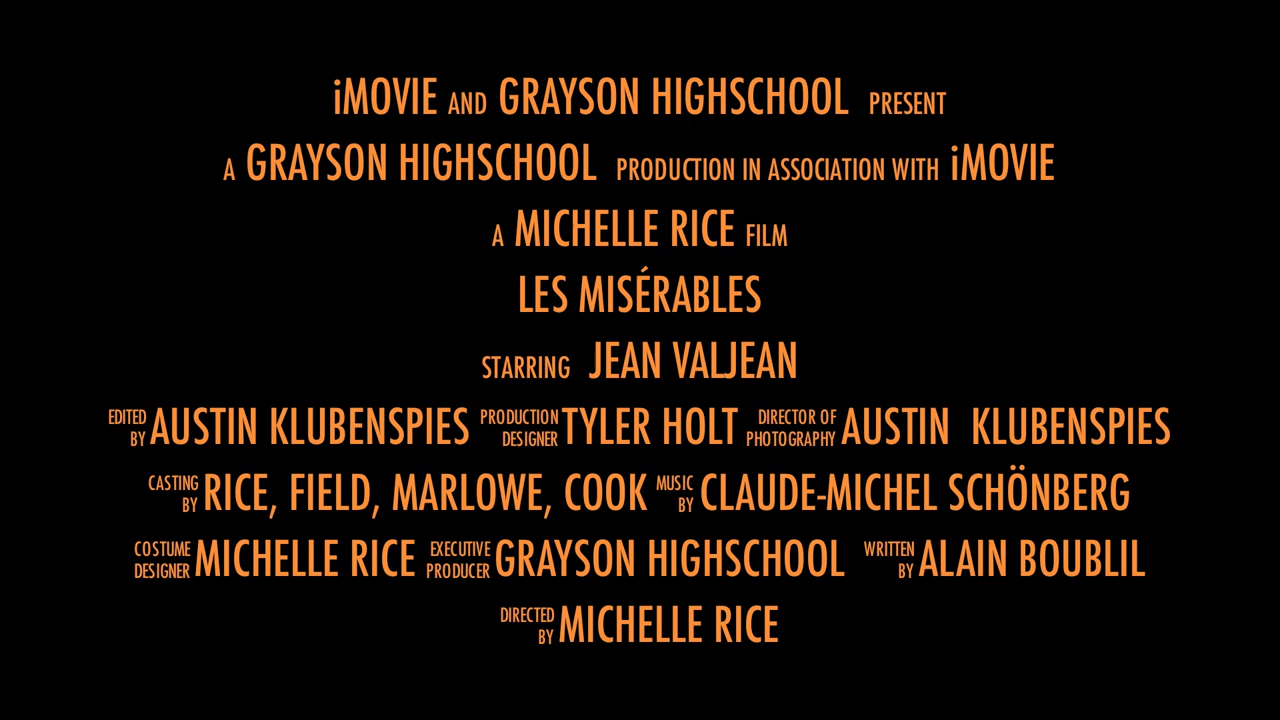 iMOVIE AND GRAYSON HIGHSCHOOL PRESENT
A GRAYSON HIGHSCHOOL PRODUCTION IN ASSOCIATION WITH iMOVIE
A MICHELLE RICE FILM
LES MISÉRABLES
STARRING JEAN VALJEAN
EDITED BY AUSTIN KLUBENSPIES PRODUCTION DESIGNER TYLER HOLT DIRECTOR OF PHOTOGRAPHY AUSTIN KLUBENSPIES
CASTING BY RICE, FIELD, MARLOWE, COOK MUSIC BY CLAUDE-MICHEL SCHÖNBERG
COSTUME DESIGNER MICHELLE RICE EXECUTIVE PRODUCER GRAYSON HIGHSCHOOL WRITTEN BY ALAIN BOUBLIL
DIRECTED BY MICHELLE RICE